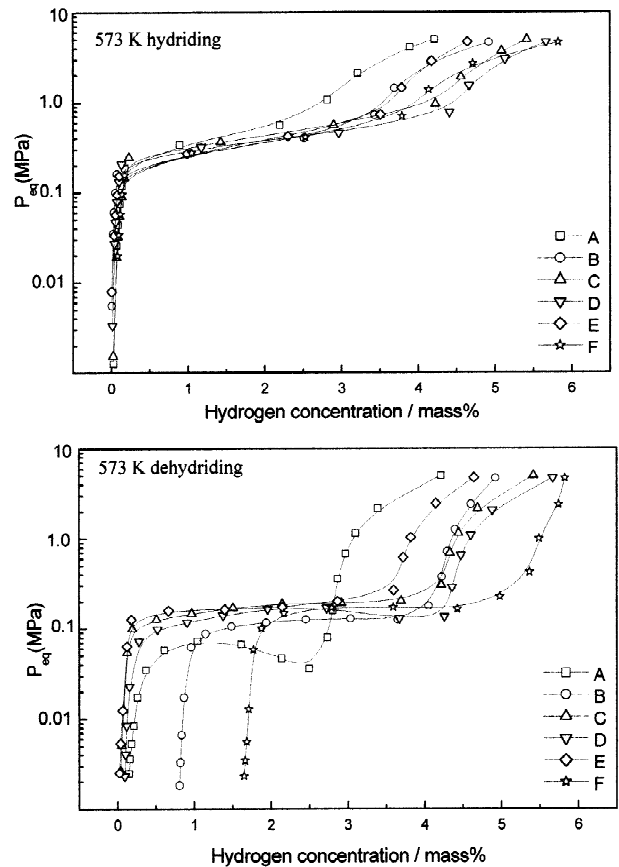 573 K hydriding
10
1.0
0.1
0.01
P eq (MPa)
A
B
C
D
E
F
0 1 2 3 4 5 6
Hydrogen concentration / mass%
573 K dehydriding
10
1.0
0.1
0.01
P eq (MPa)
A
B
C
D
E
F
0 1 2 3 4 5 6
Hydrogen concentration / mass%